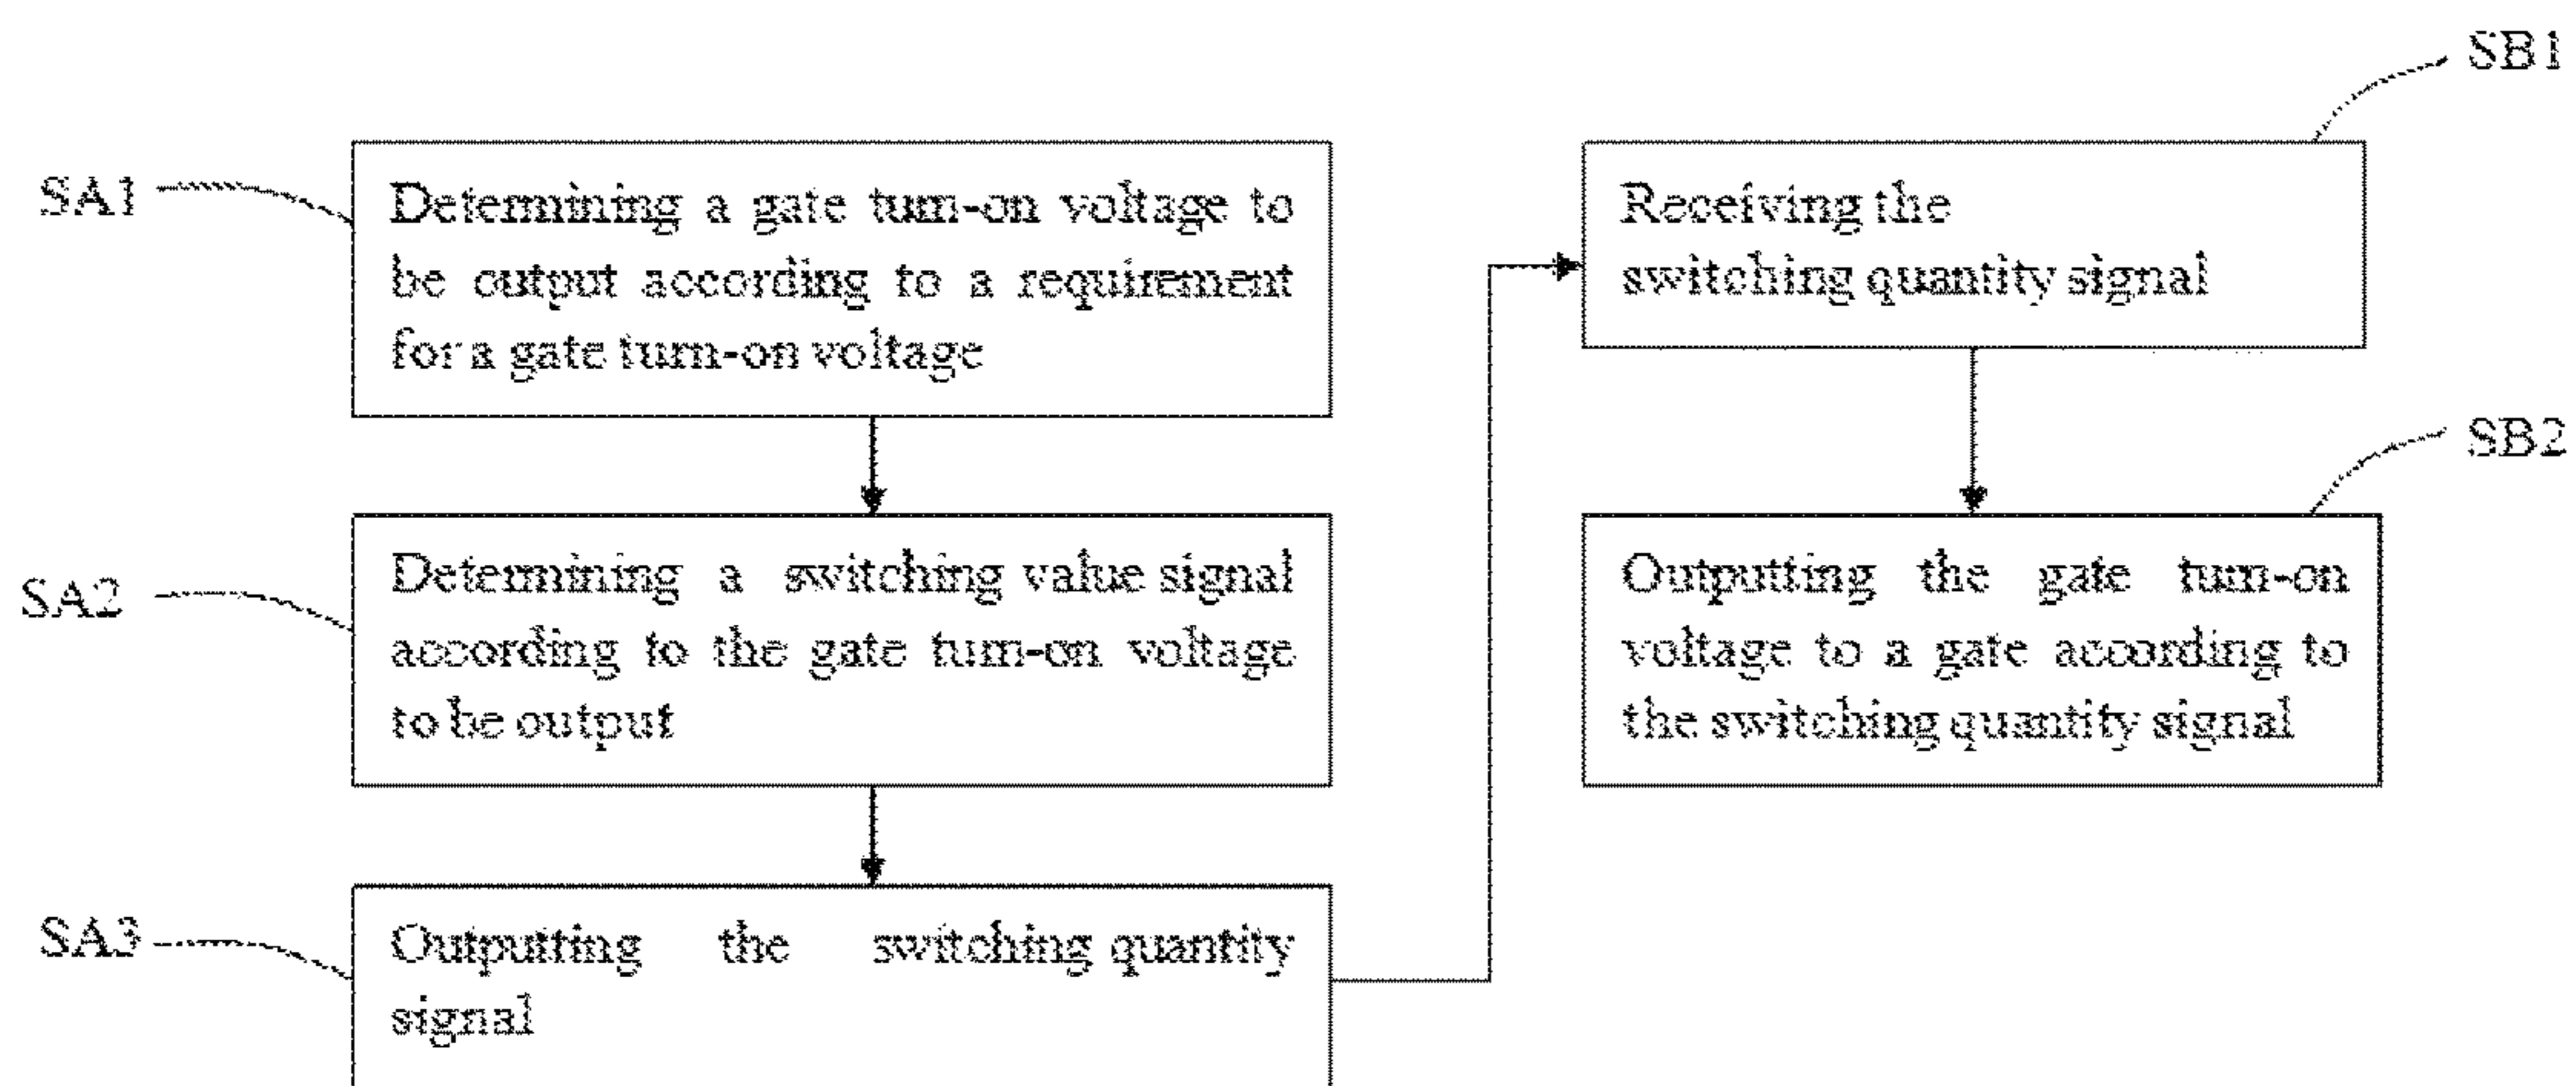 SA1
Determining a gate turn-on voltage to
be output according to a requirement
for a gate turn-on voltage
SA2
Determining a switching value signal
according to the gate turn-on voltage
to be output
SA3
Outputting the switching quantity
signal
SB1
Receiving the
switching quantity signal
SB2
Outputting the gate turn-on
voltage to a gate according to
the switching quantity signal